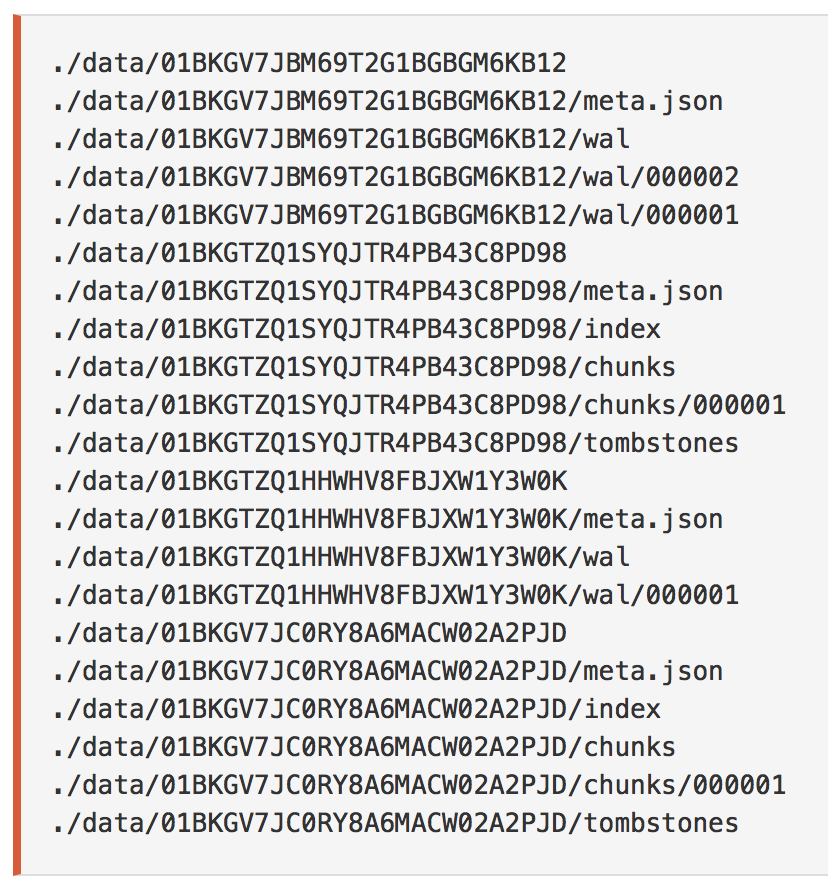 ./data/01BKGV7JBM69T2G1BGBGM6KB12
./data/01BKGV7JBM69T2G1BGBGM6KB12/meta.json
./data/01BKGV7JBM69T2G1BGBGM6KB12/wal
./data/01BKGV7JBM69T2G1BGBGM6KB12/wal/000002
./data/01BKGV7JBM69T2G1BGBGM6KB12/wal/000001
./data/01BKGTZQ1SYQJTR4PB43C8PD98
./data/01BKGTZQ1SYQJTR4PB43C8PD98/meta.json
./data/01BKGTZQ1SYQJTR4PB43C8PD98/index
./data/01BKGTZQ1SYQJTR4PB43C8PD98/chunks
./data/01BKGTZQ1SYQJTR4PB43C8PD98/chunks/000001
./data/01BKGTZQ1SYQJTR4PB43C8PD98/tombstones
./data/01BKGTZQ1HHWHV8FBJXW1Y3W0K
./data/01BKGTZQ1HHWHV8FBJXW1Y3W0K/meta.json
./data/01BKGTZQ1HHWHV8FBJXW1Y3W0K/wal
./data/01BKGTZQ1HHWHV8FBJXW1Y3W0K/wal/000001
./data/01BKGV7JC0RY8A6MACW02A2PJD
./data/01BKGV7JC0RY8A6MACW02A2PJD/meta.json
./data/01BKGV7JC0RY8A6MACW02A2PJD/index
./data/01BKGV7JC0RY8A6MACW02A2PJD/chunks
./data/01BKGV7JC0RY8A6MACW02A2PJD/chunks/000001
./data/01BKGV7JC0RY8A6MACW02A2PJD/tombstones